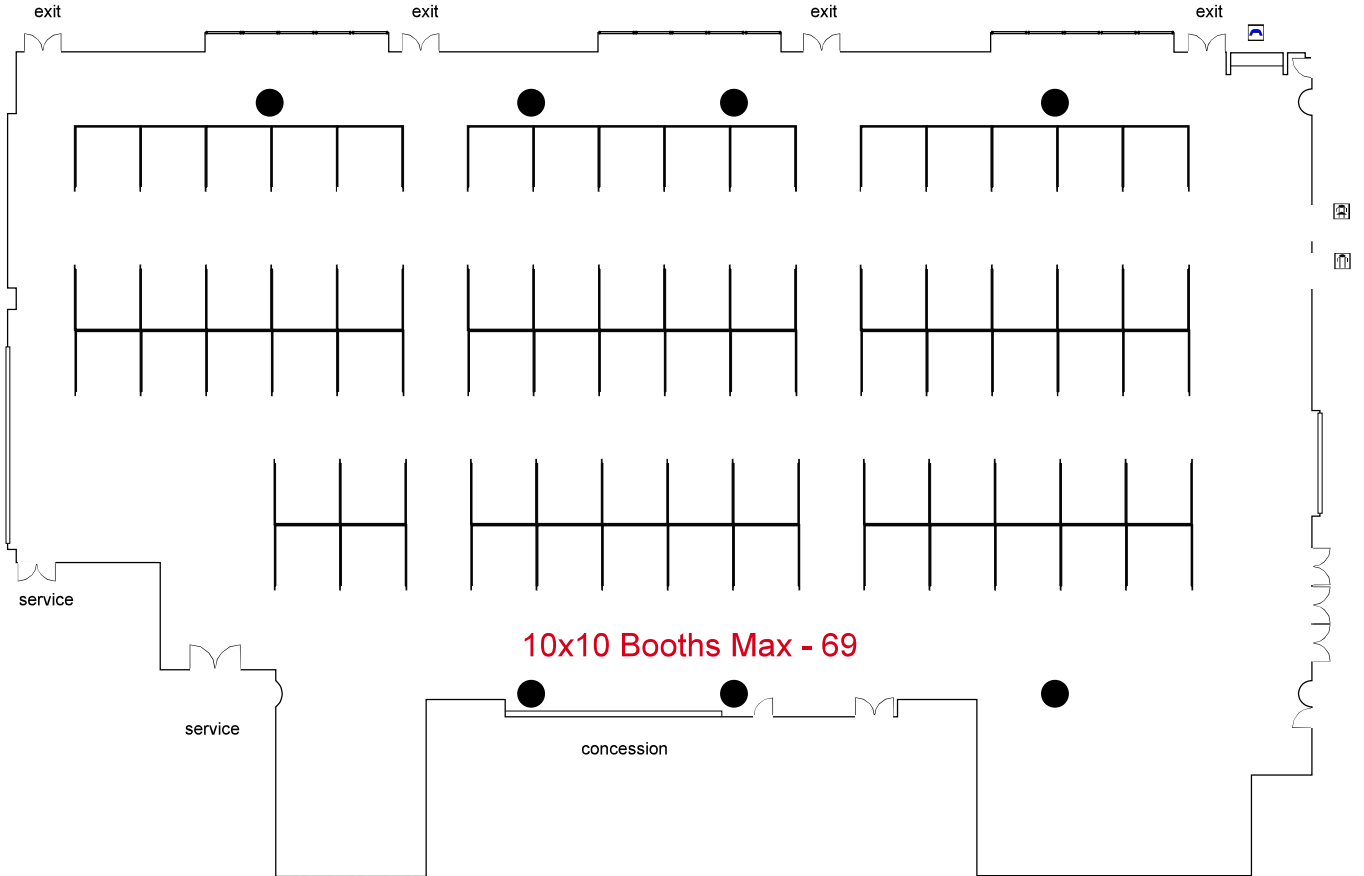 exit
exit
exit
exit
service
10x10 Booths Max - 69
service
concession